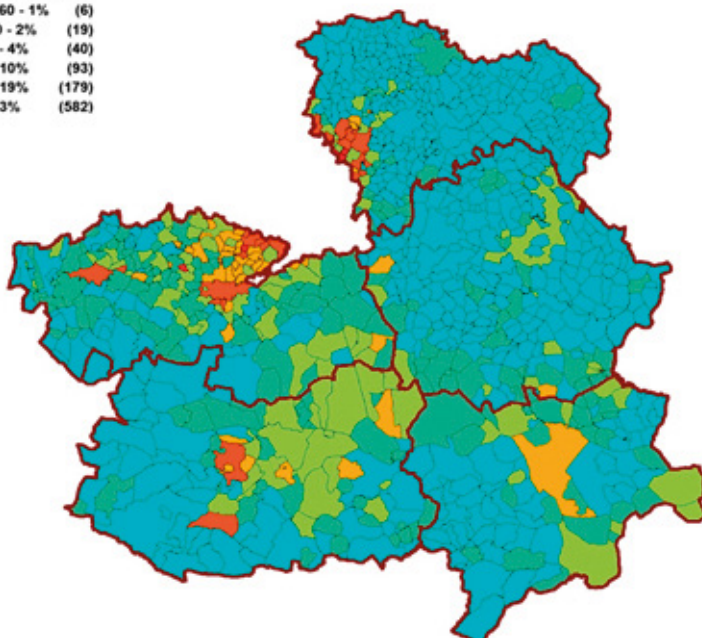 60 - 1% (6)
- 2% (19)
- 4% (40)
10% (93)
19% (179)
3% (582)